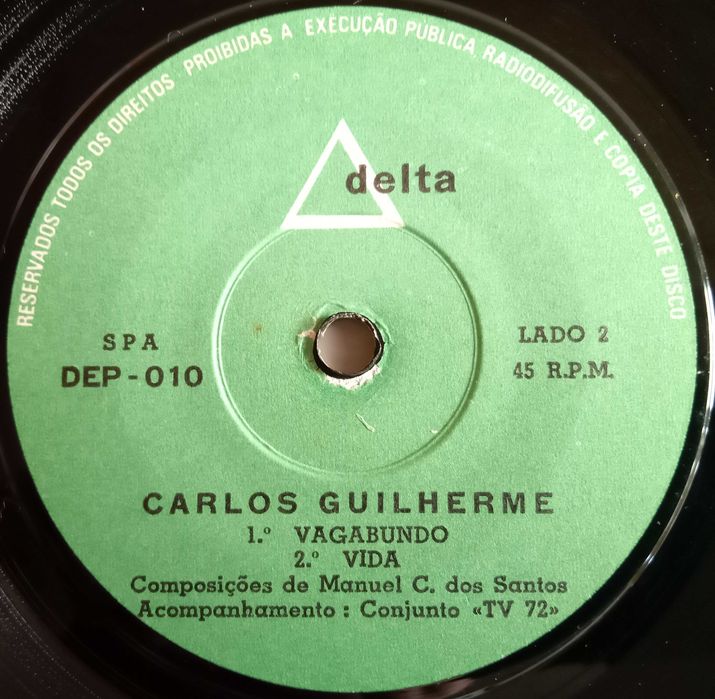 RESERVADOS TODOS OS DIREITOS PROIBIDAS A EXECUÇÃO PÚBLICA, RADIODIFUSÃO E COPIA DESTE DISCO
delta
SPA
DEP - 010
LADO 2
45 R.P.M.
CARLOS GUILHERME
1.º VAGABUNDO
2.º VIDA
Composições de Manuel C. dos Santos
Acompanhamento : Conjunto «TV 72»